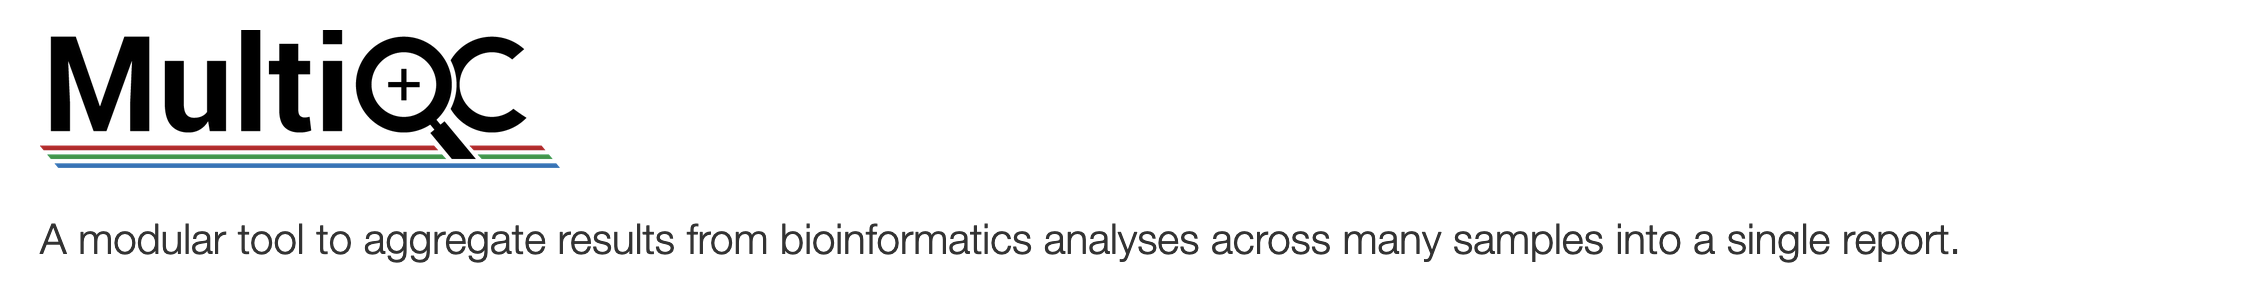 MultiQC
A modular tool to aggregate results from bioinformatics analyses across many samples into a single report.